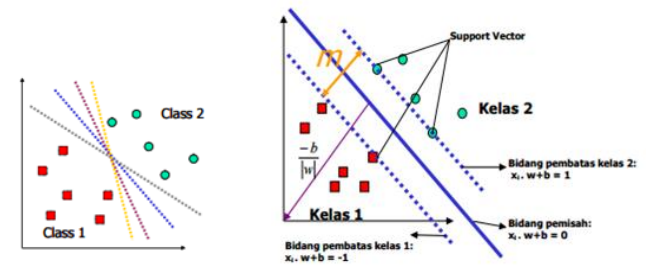 Class 2
Class 1
Support Vector
m
Kelas 2
-b
|w|
Kelas 1
Bidang pembatas kelas 2:
xᵢ. w+b = 1
Bidang pemisah:
xᵢ. w+b = 0
Bidang pembatas kelas 1:
xᵢ. w+b = -1